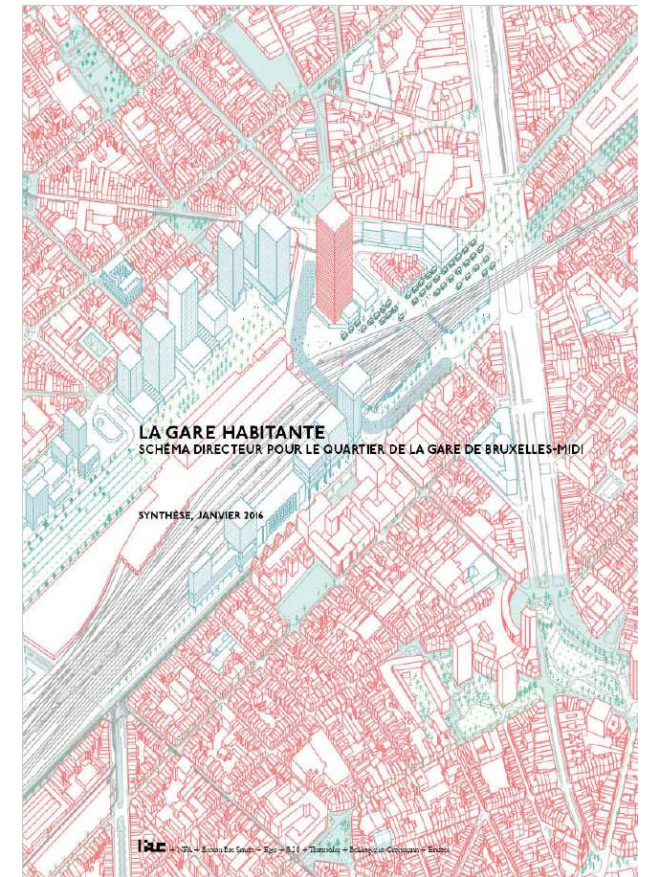 LA GARE HABITANTE
SCHÉMA DIRECTEUR POUR LE QUARTIER DE LA GARE DE BRUXELLES-MIDI
SYNTHÈSE, JANVIER 2016